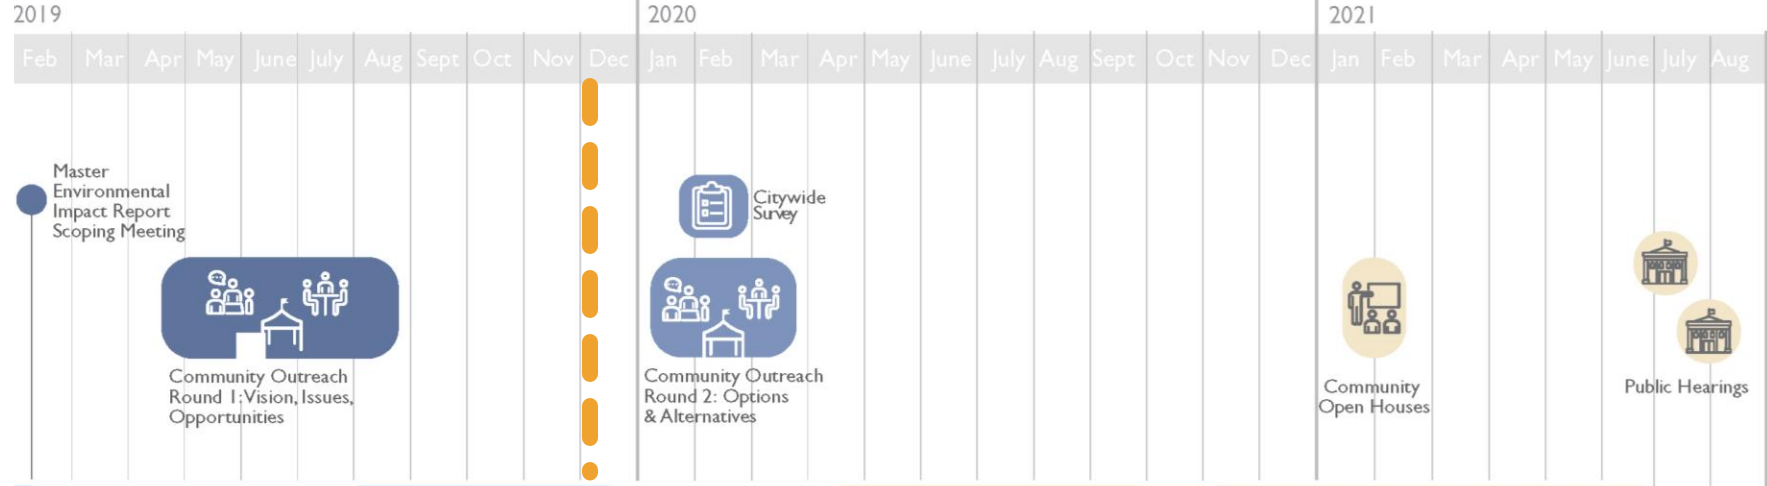 2019 2020 2021
Feb Mar Apr May June July Aug Sept Oct Nov Dec Jan Feb Mar Apr May June July Aug Sept Oct Nov Dec Jan Feb Mar Apr May June July Aug
Master
Environmental
Impact Report
Scoping Meeting
Citywide
Survey
Community Outreach
Round 1: Vision, Issues,
Opportunities
Community Outreach
Round 2: Options
& Alternatives
Community
Open Houses
Public Hearings